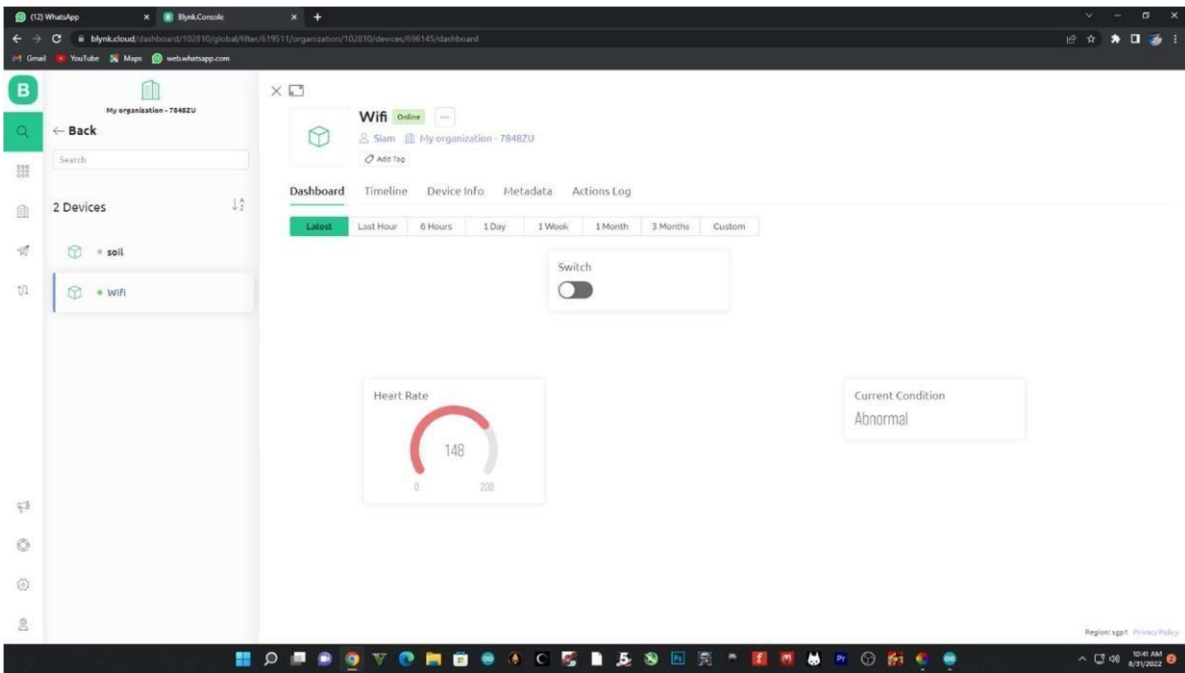 (12) WhatsApp
Blynk.Console
blynk.cloud/dashboard/102810/global/filter/619511/organization/102810/devices/696145/dashboard
Gmail YouTube Maps web.whatsapp.com
B
My organization - 7848ZU
Back
Search
2 Devices
soil
Wifi
Wifi Online
Siam My organization - 7848ZU
Add Tag
Dashboard Timeline Device Info Metadata Actions Log
Latest Last Hour 6 Hours 1 Day 1 Week 1 Month 3 Months Custom
Switch
Heart Rate
148
0 200
Current Condition
Abnormal
Region: sgp1 Privacy Policy
10:41 AM
8/31/2022